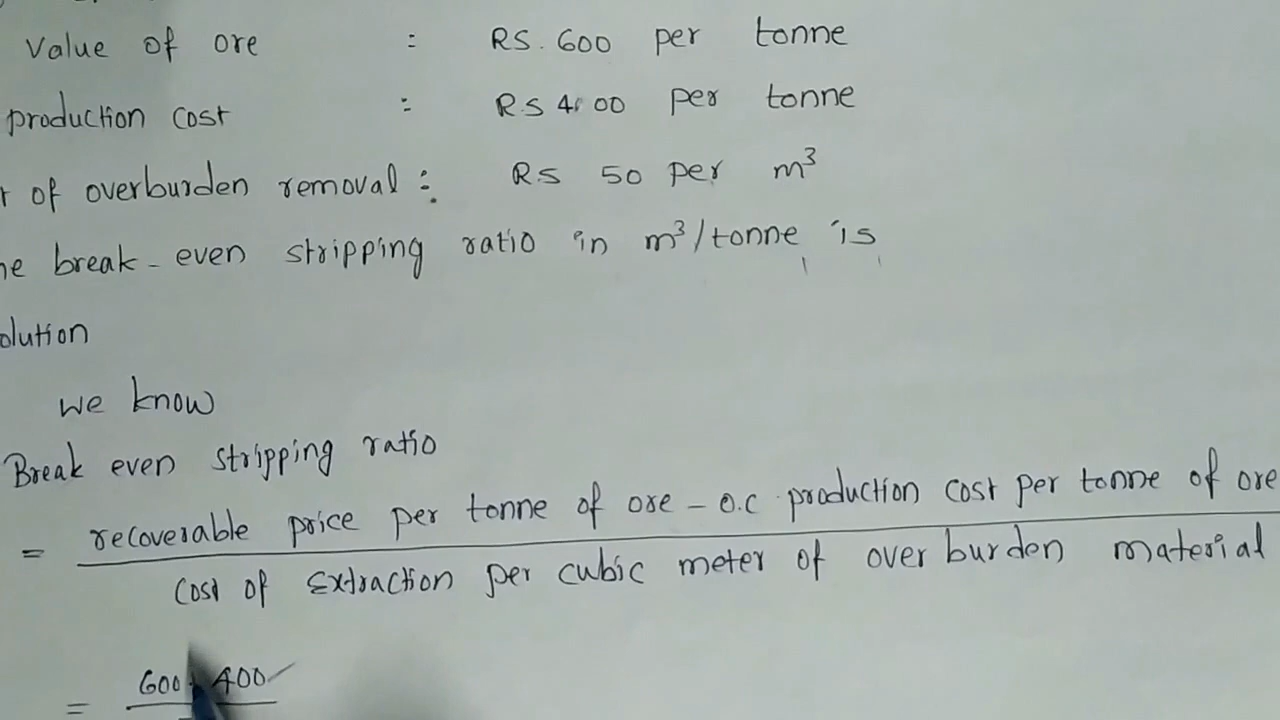 value of ore : RS. 600 per tonne
production cost : RS 400 per tonne
of overburden removal : RS 50 per m³
break-even stripping ratio in m³/tonne is
olution
we know
Break even stripping ratio
= recoverable price per tonne of ore - o.c production cost per tonne of ore
cost of Extraction per cubic meter of over burden material
= 600 400